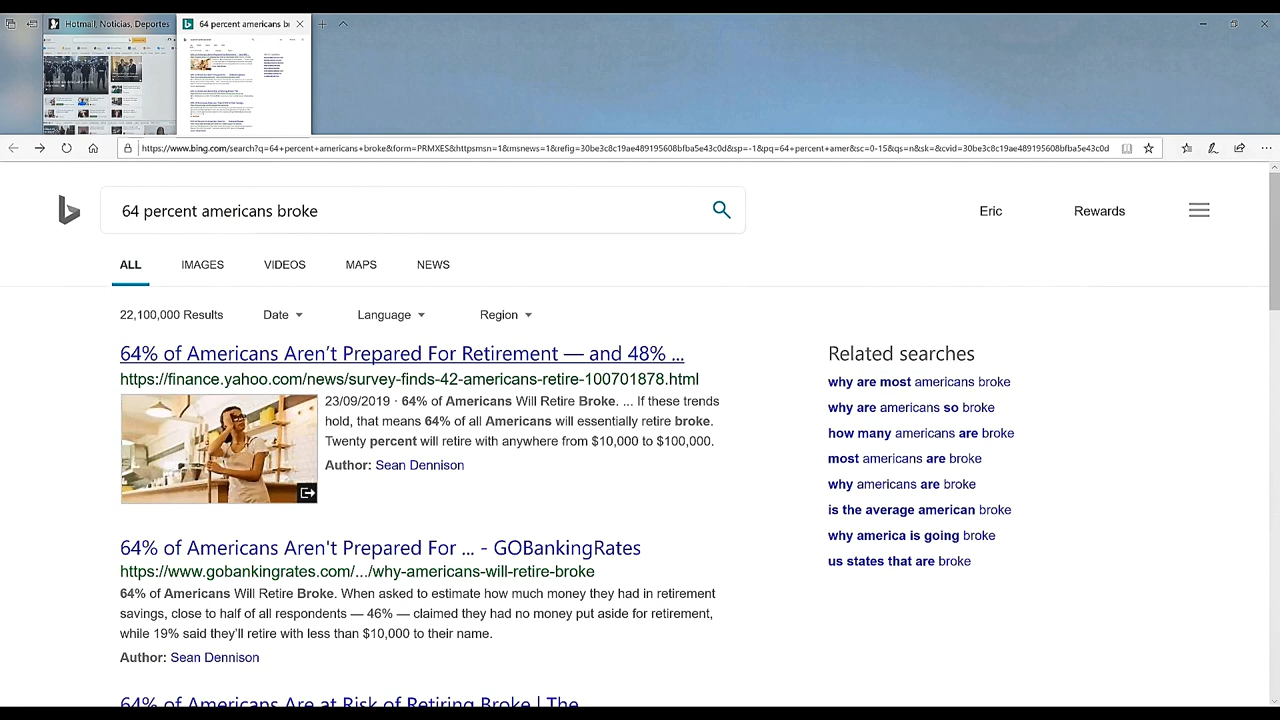 Hotmail, Noticias, Deportes
64 percent americans br
https://www.bing.com/search?q=64+percent+americans+broke&form=PRMXES&httpsmsn=1&msnews=1&refig=30be3c8c19ae489195608bfba5e43c0d&sp=-1&pq=64+percent+amer&sc=0-15&qs=n&sk=&cvid=30be3c8c19ae489195608bfba5e43c0d
64 percent americans broke
Eric
Rewards
ALL IMAGES VIDEOS MAPS NEWS
22,100,000 Results Date Language Region
64% of Americans Aren’t Prepared For Retirement — and 48% ...
https://finance.yahoo.com/news/survey-finds-42-americans-retire-100701878.html
23/09/2019 · 64% of Americans Will Retire Broke. ... If these trends
hold, that means 64% of all Americans will essentially retire broke.
Twenty percent will retire with anywhere from $10,000 to $100,000.
Author: Sean Dennison
64% of Americans Aren't Prepared For ... - GOBankingRates
https://www.gobankingrates.com/.../why-americans-will-retire-broke
64% of Americans Will Retire Broke. When asked to estimate how much money they had in retirement
savings, close to half of all respondents — 46% — claimed they had no money put aside for retirement,
while 19% said they'll retire with less than $10,000 to their name.
Author: Sean Dennison
64% of Americans Are at Risk of Retiring Broke | The
Related searches
why are most americans broke
why are americans so broke
how many americans are broke
most americans are broke
why americans are broke
is the average american broke
why america is going broke
us states that are broke